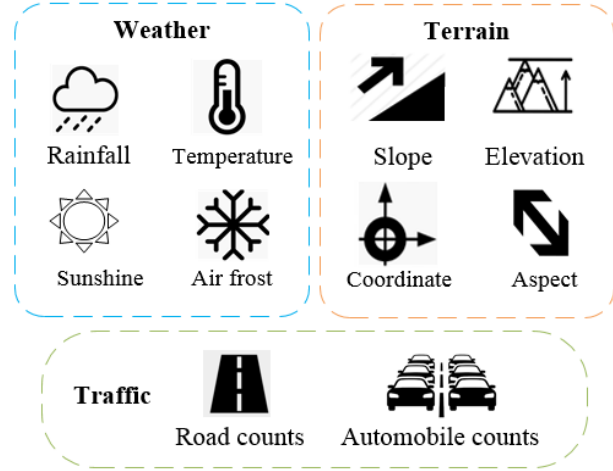 Weather
Rainfall
Temperature
Sunshine
Air frost
Terrain
Slope
Elevation
Coordinate
Aspect
Traffic
Road counts
Automobile counts